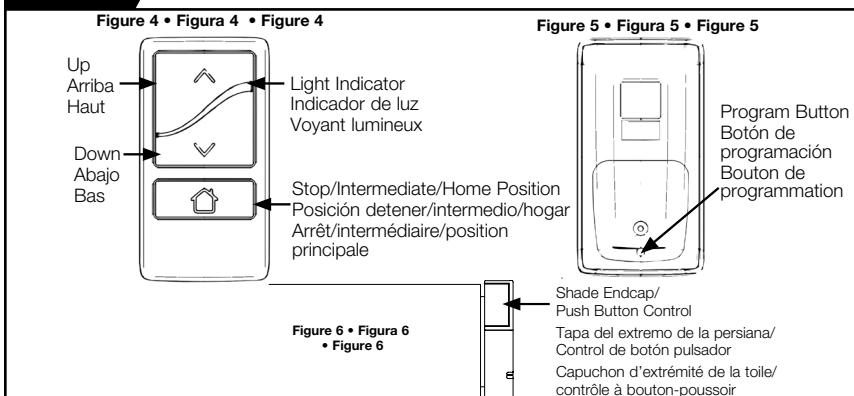 Figure 4 • Figura 4 • Figure 4
Up
Arriba
Haut
Down
Abajo
Bas
Light Indicator
Indicador de luz
Voyant lumineux
Stop/Intermediate/Home Position
Posición detener/intermedio/hogar
Arrêt/intermédiaire/position
principale
Figure 5 • Figura 5 • Figure 5
Program Button
Botón de
programación
Bouton de
programmation
Figure 6 • Figura 6
• Figure 6
Shade Endcap/
Push Button Control
Tapa del extremo de la persiana/
Control de botón pulsador
Capuchon d’extrémité de la toile/
contrôle à bouton-poussoir